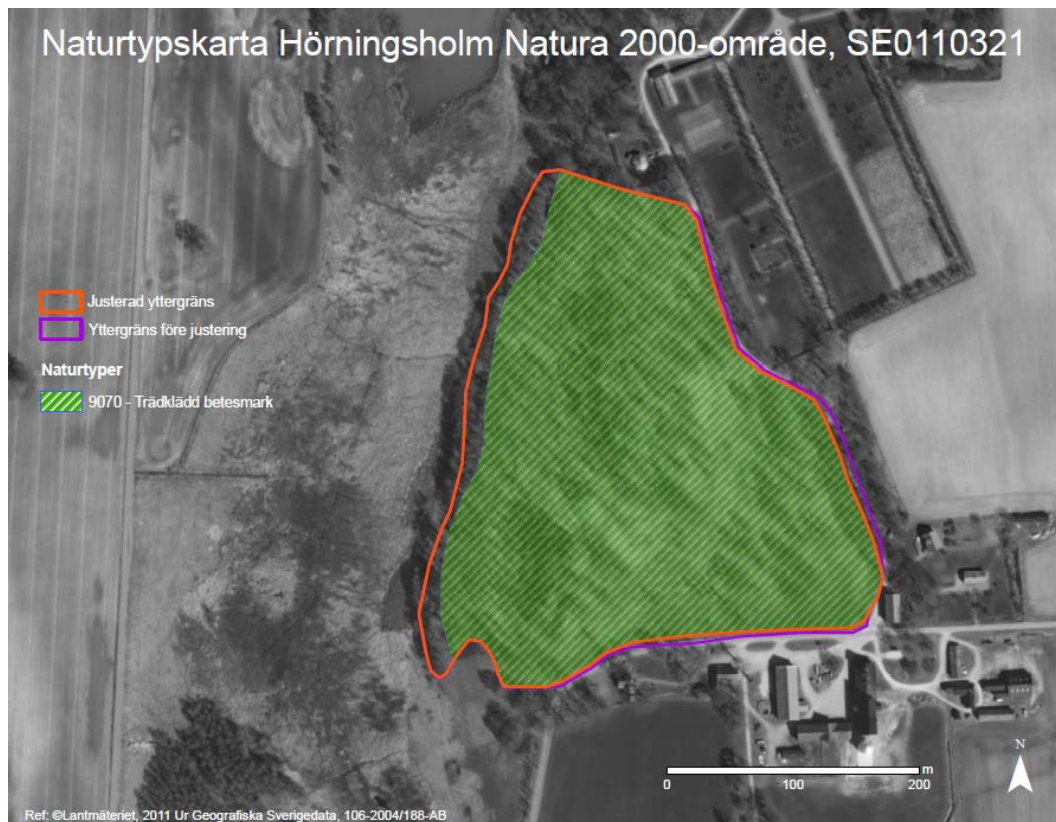 Naturtypskarta Hörningsholm Natura 2000-område, SE0110321
Justerad yttergräns
Yttergräns före justering
Naturtyper
9070 - Trädklädd betesmark
N
m
0 100 200
Ref: ©Lantmäteriet, 2011 Ur Geografiska Sverigedata, 106-2004/188-AB